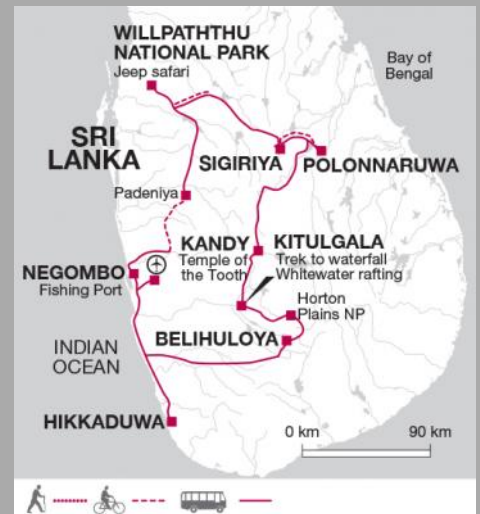 WILLPATHTHU
NATIONAL PARK
Jeep safari
Bay of
Bengal
SRI
LANKA
SIGIRIYA
POLONNARUWA
Padeniya
KANDY
Temple of
the Tooth
KITULGALA
Trek to waterfall
Whitewater rafting
NEGOMBO
Fishing Port
Horton
Plains NP
BELIHULOYA
INDIAN
OCEAN
HIKKADUWA
0 km
90 km